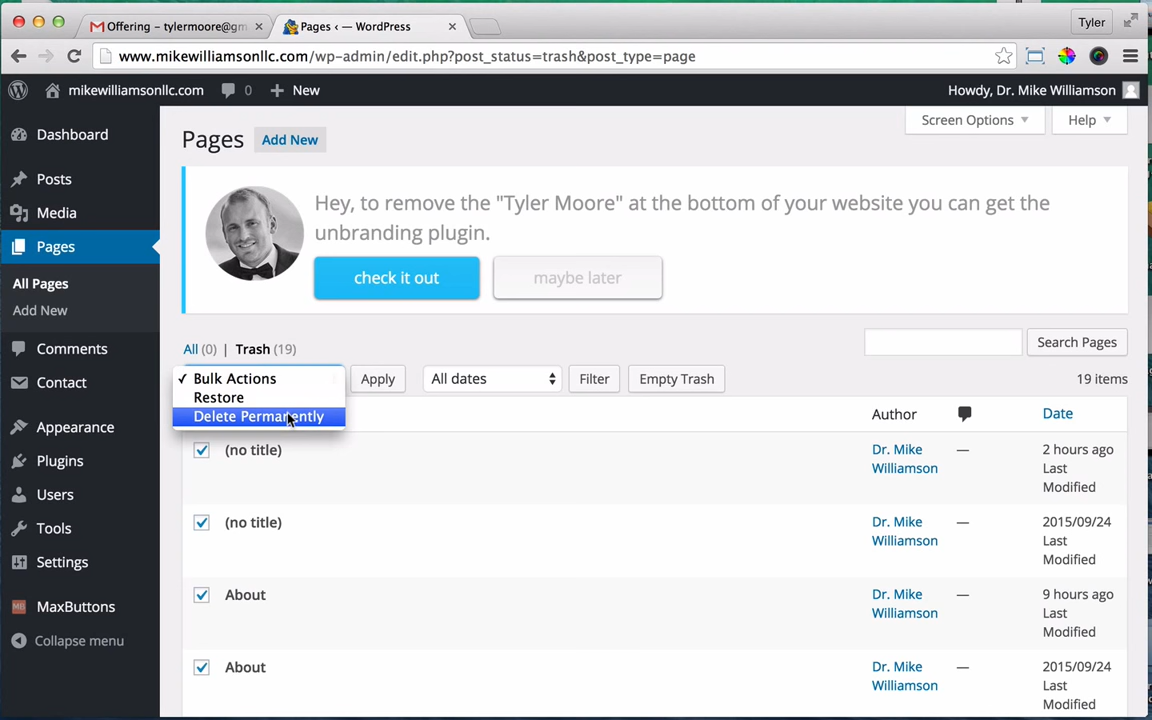 Offering – tylermoore@gm
Pages ‹ — WordPress
Tyler
www.mikewilliamsonllc.com/wp-admin/edit.php?post_status=trash&post_type=page
mikewilliamsonllc.com
0
New
Howdy, Dr. Mike Williamson
Screen Options
Help
Dashboard
Posts
Media
Pages
All Pages
Add New
Comments
Contact
Appearance
Plugins
Users
Tools
Settings
MB MaxButtons
Collapse menu
Pages
Add New
Hey, to remove the "Tyler Moore" at the bottom of your website you can get the
unbranding plugin.
check it out
maybe later
All (0) | Trash (19)
Search Pages
✓ Bulk Actions
Restore
Delete Permanently
Apply
All dates
Filter
Empty Trash
19 items
Author
Date
(no title)
Dr. Mike
Williamson
—
2 hours ago
Last
Modified
(no title)
Dr. Mike
Williamson
—
2015/09/24
Last
Modified
About
Dr. Mike
Williamson
—
9 hours ago
Last
Modified
About
Dr. Mike
Williamson
—
2015/09/24
Last
Modified